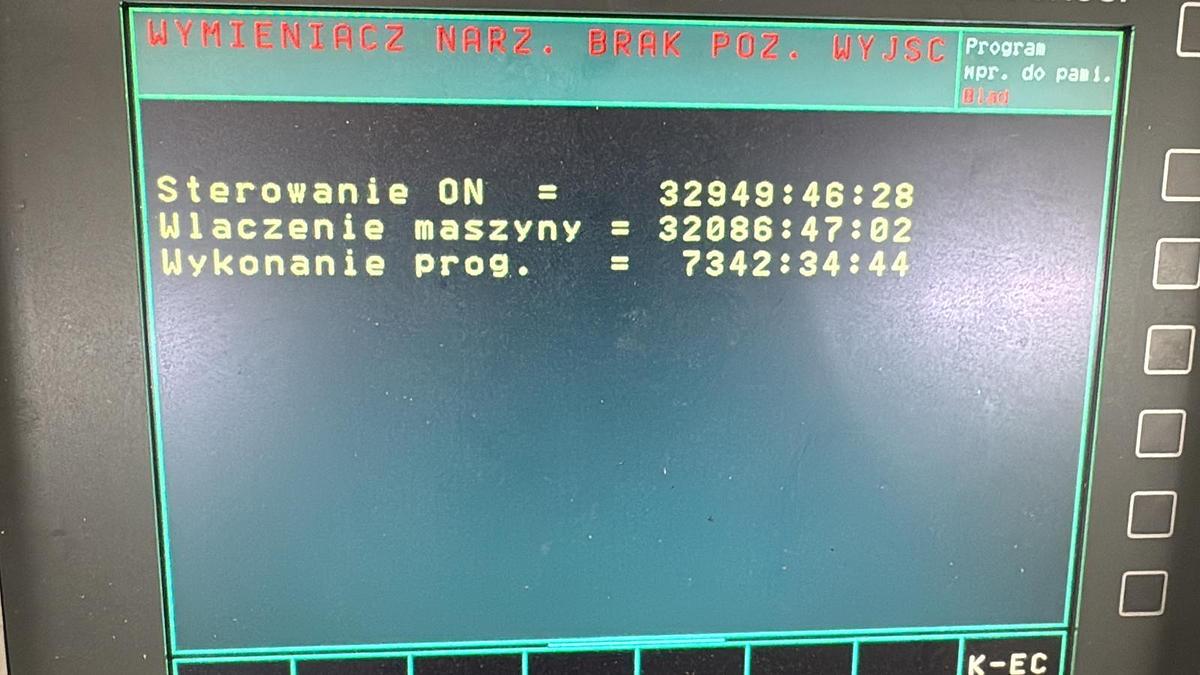 WYMIENIACZ NARZ. BRAK POZ. WYJSC
Program
wpr. do pami.
Blad
Sterowanie ON = 32949:46:28
Wlaczenie maszyny = 32086:47:02
Wykonanie prog. = 7342:34:44
K-EC